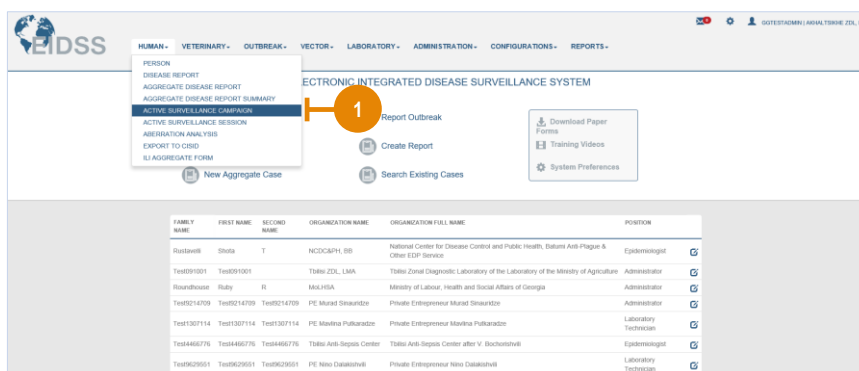 EIDSS
HUMAN VETERINARY OUTBREAK VECTOR LABORATORY ADMINISTRATION CONFIGURATIONS REPORTS
GGTESTADMIN | AKHALTSIKHE ZDL,
PERSON
DISEASE REPORT
AGGREGATE DISEASE REPORT
AGGREGATE DISEASE REPORT SUMMARY
ACTIVE SURVEILLANCE CAMPAIGN
ACTIVE SURVEILLANCE SESSION
ABERRATION ANALYSIS
EXPORT TO CISID
ILI AGGREGATE FORM
ECTRONIC INTEGRATED DISEASE SURVEILLANCE SYSTEM
1
Report Outbreak
Create Report
New Aggregate Case
Search Existing Cases
Download Paper
Forms
Training Videos
System Preferences
FAMILY NAME FIRST NAME SECOND NAME ORGANIZATION NAME ORGANIZATION FULL NAME POSITION
Rustaveli Shota T NCDC&PH, BB National Center for Disease Control and Public Health, Batumi Anti-Plague & Other EDP Service Epidemiologist
Test091001 Test091001 Tbilisi ZDL, LMA Tbilisi Zonal Diagnostic Laboratory of the Laboratory of the Ministry of Agriculture Administrator
Roundhouse Ruby R MoLHSA Ministry of Labour, Health and Social Affairs of Georgia Administrator
Test9214709 Test9214709 Test9214709 PE Murad Sinauridze Private Entrepreneur Murad Sinauridze Administrator
Test1307114 Test1307114 Test1307114 PE Mavlina Putkaradze Private Entrepreneur Mavlina Putkaradze Laboratory Technician
Test4466776 Test4466776 Test4466776 Tbilisi Anti-Sepsis Center Tbilisi Anti-Sepsis Center after V. Bochorishvili Epidemiologist
Test9629551 Test9629551 Test9629551 PE Nino Dalakishvili Private Entrepreneur Nino Dalakishvili Laboratory Technician